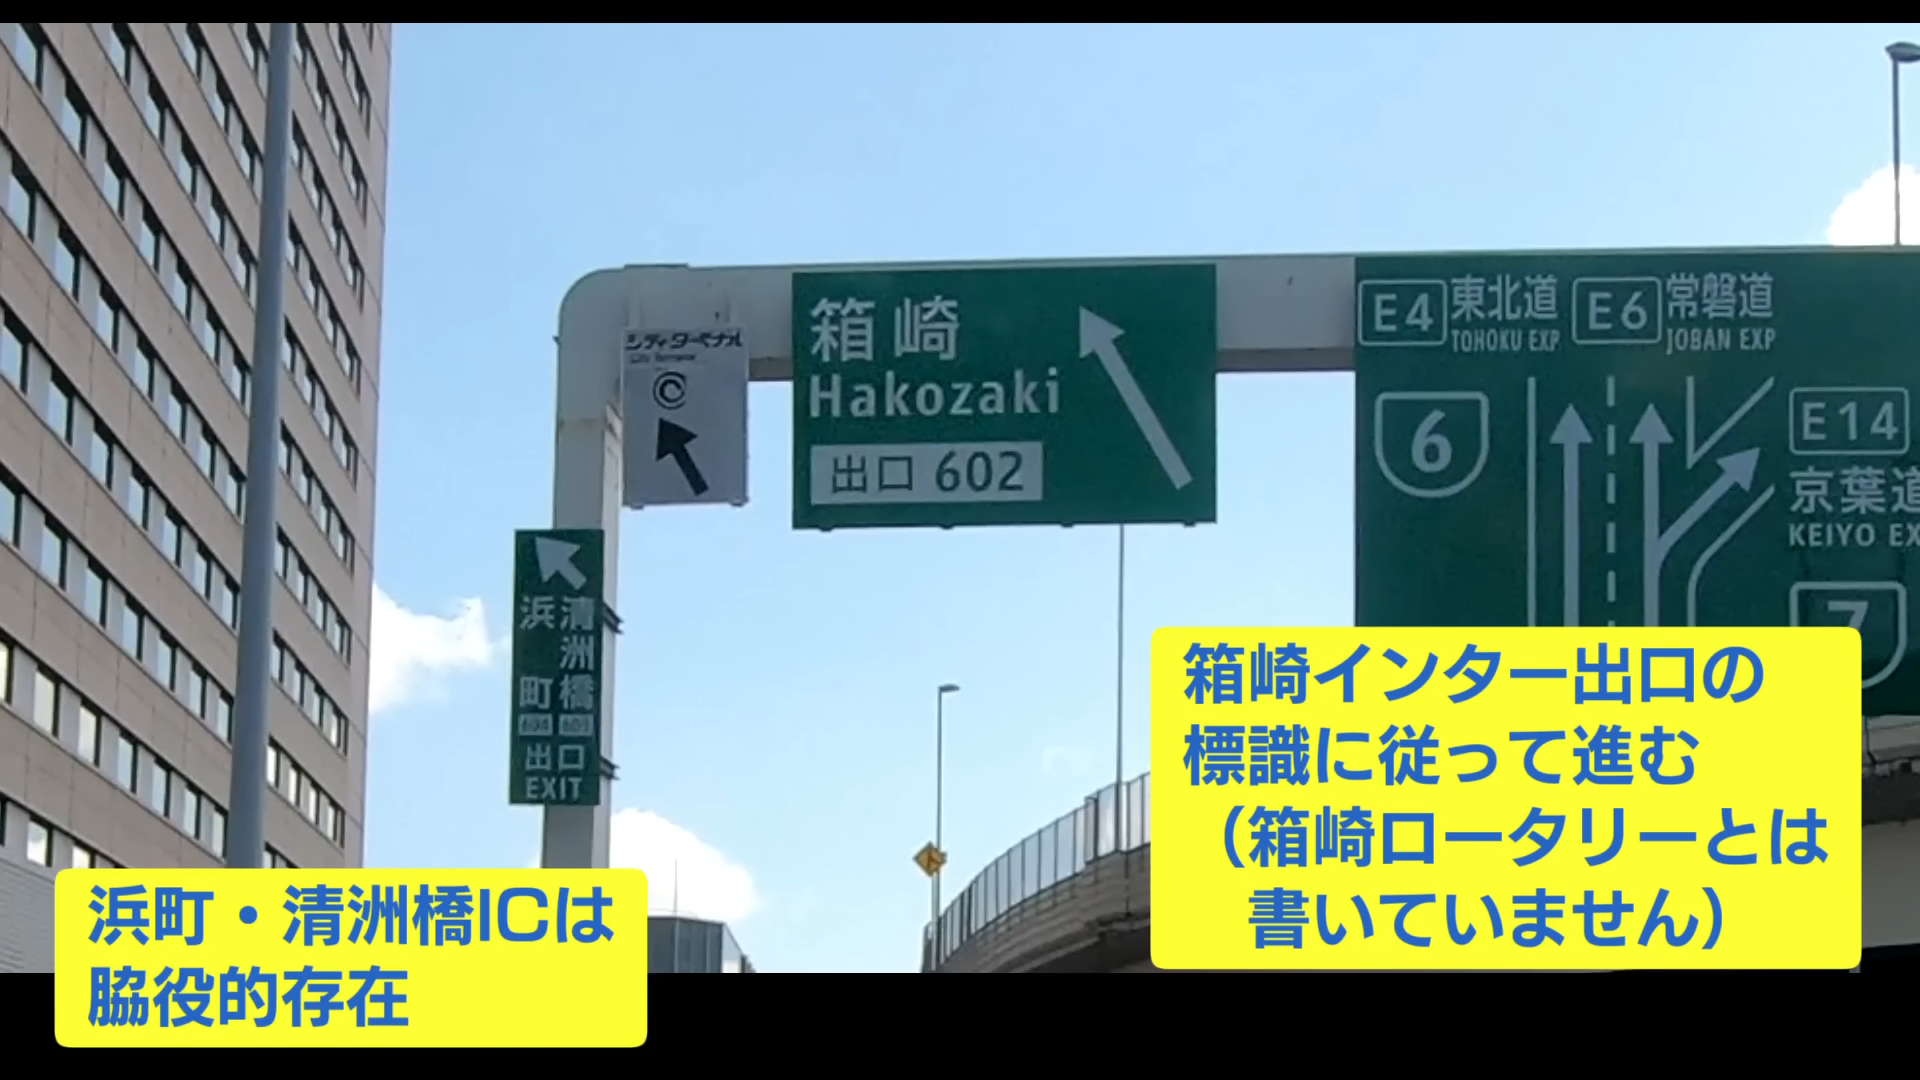 シティターミナル
箱崎
Hakozaki
出口 602
E4 東北道
TOHOKU EXP
E6 常磐道
JOBAN EXP
6
E14
京葉道
KEIYO EX
7
浜町
清洲橋
604 603
出口
EXIT
箱崎インター出口の
標識に従って進む
（箱崎ロータリーとは
書いていません）
浜町・清洲橋ICは
脇役的存在